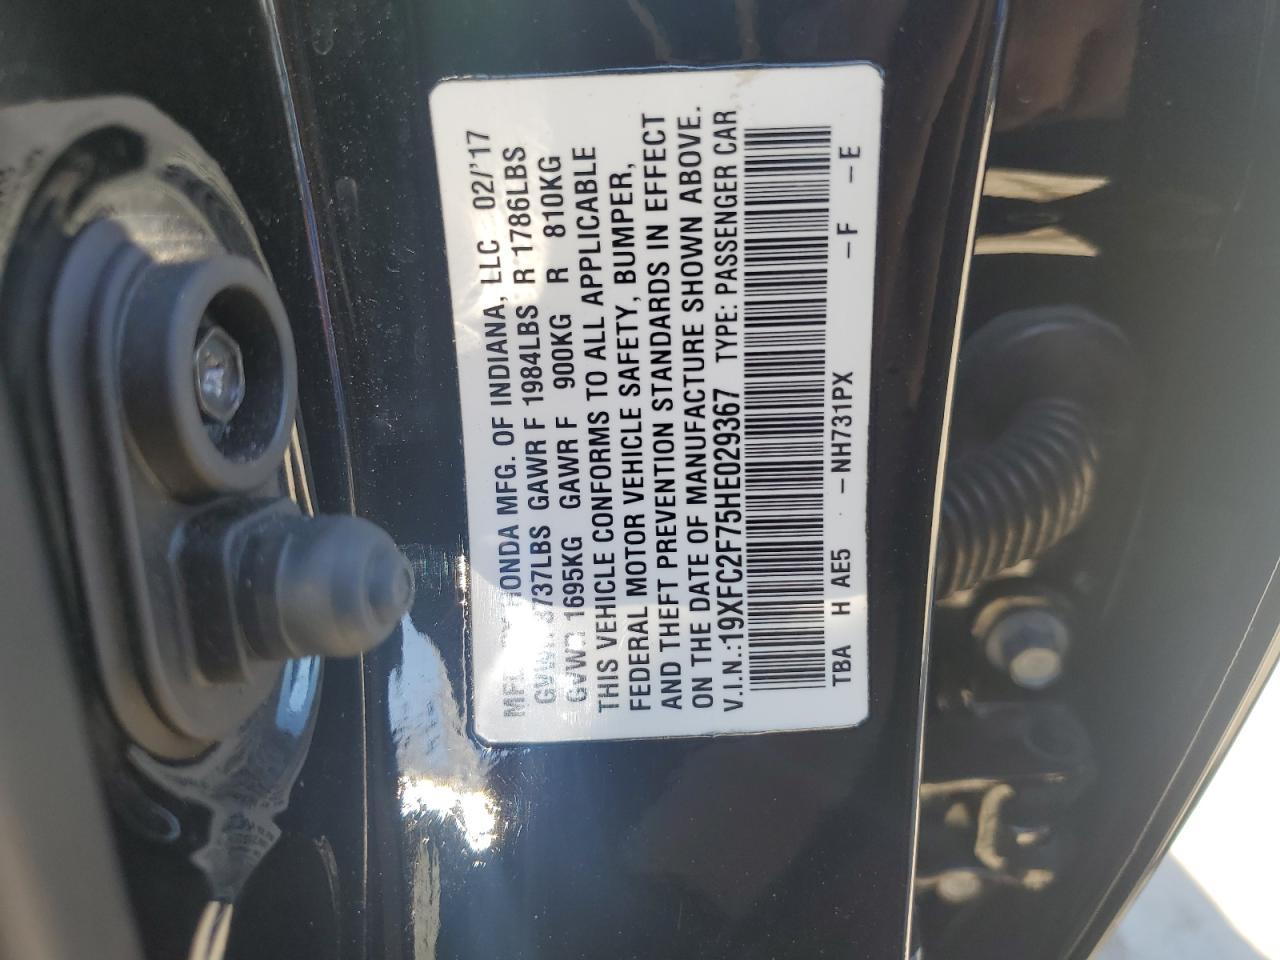 HONDA MFG. OF INDIANA, LLC 02/'17
3737LBS GAWR F 1984LBS R 1786LBS
1695KG GAWR F 900KG R 810KG
THIS VEHICLE CONFORMS TO ALL APPLICABLE
FEDERAL MOTOR VEHICLE SAFETY, BUMPER,
AND THEFT PREVENTION STANDARDS IN EFFECT
ON THE DATE OF MANUFACTURE SHOWN ABOVE.
V.I.N.:19XFC2F75HE029367 TYPE: PASSENGER CAR
TBA H AE5 -NH731PX -F -E